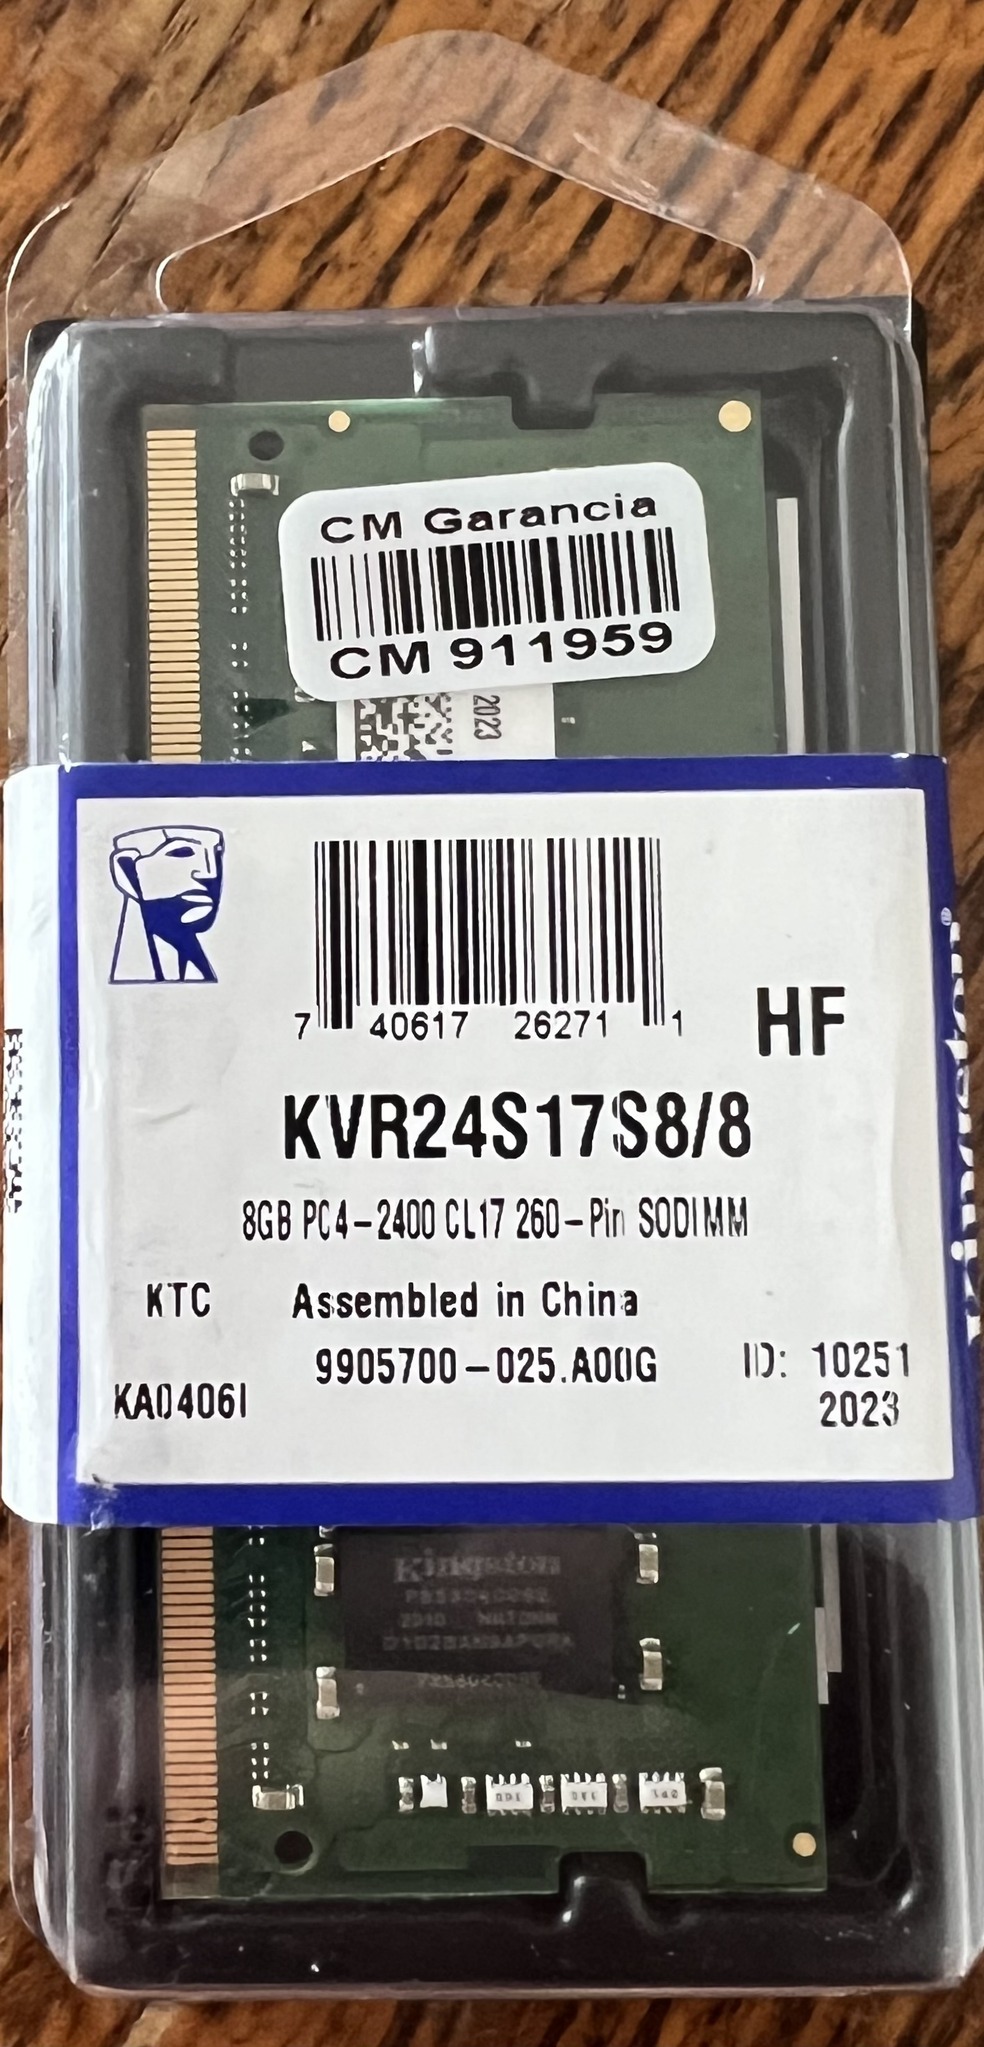 CM Garancia
CM 911959
2023
7 40617 26271 1
HF
KVR24S17S8/8
8GB PC4-2400 CL17 260-Pin SODIMM
KTC Assembled in China
9905700-025.A00G ID: 10251
KA0406I 2023
Kingston
Kingston